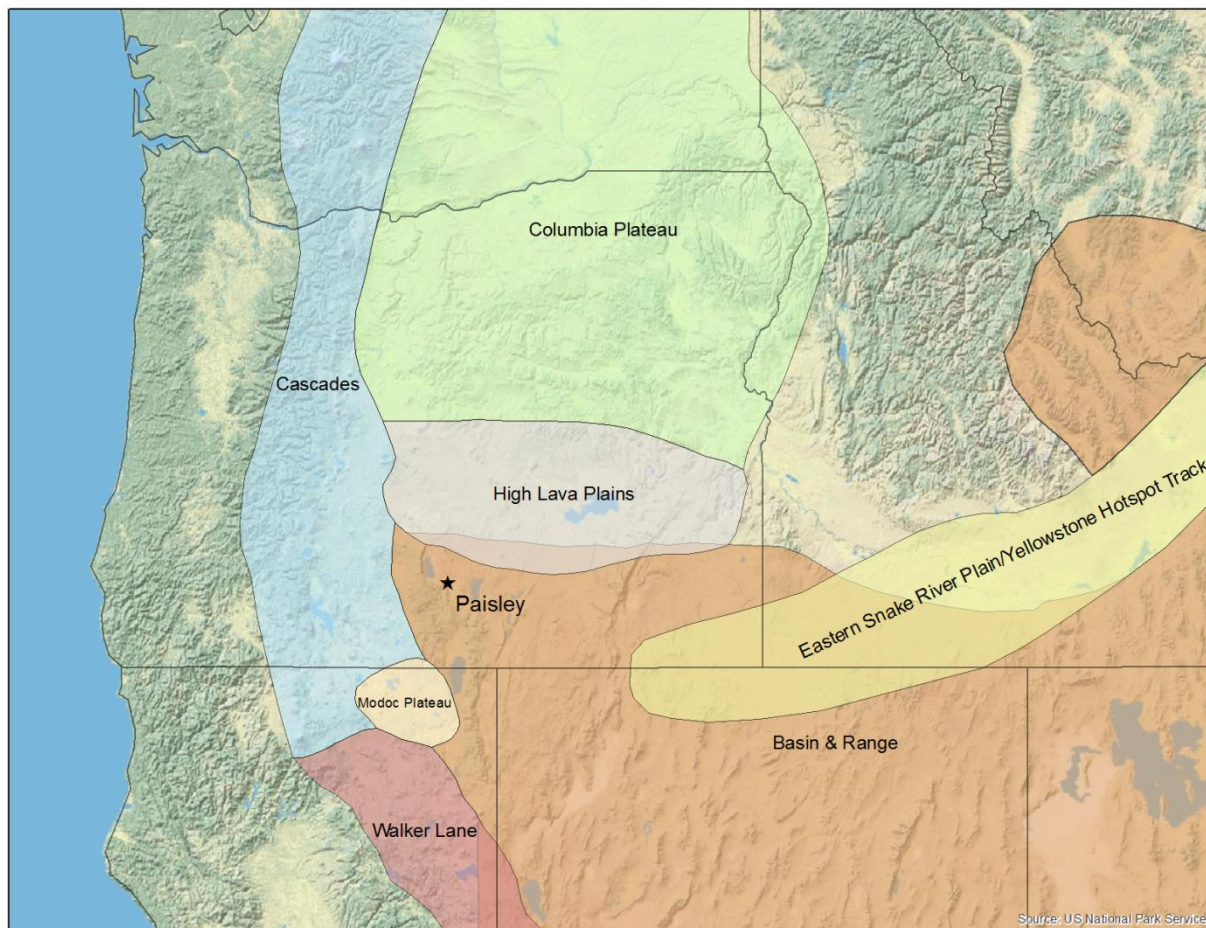 Columbia Plateau
Cascades
High Lava Plains
Eastern Snake River Plain/Yellowstone Hotspot Track
Paisley
Modoc Plateau
Basin & Range
Walker Lane
Source: US National Park Service